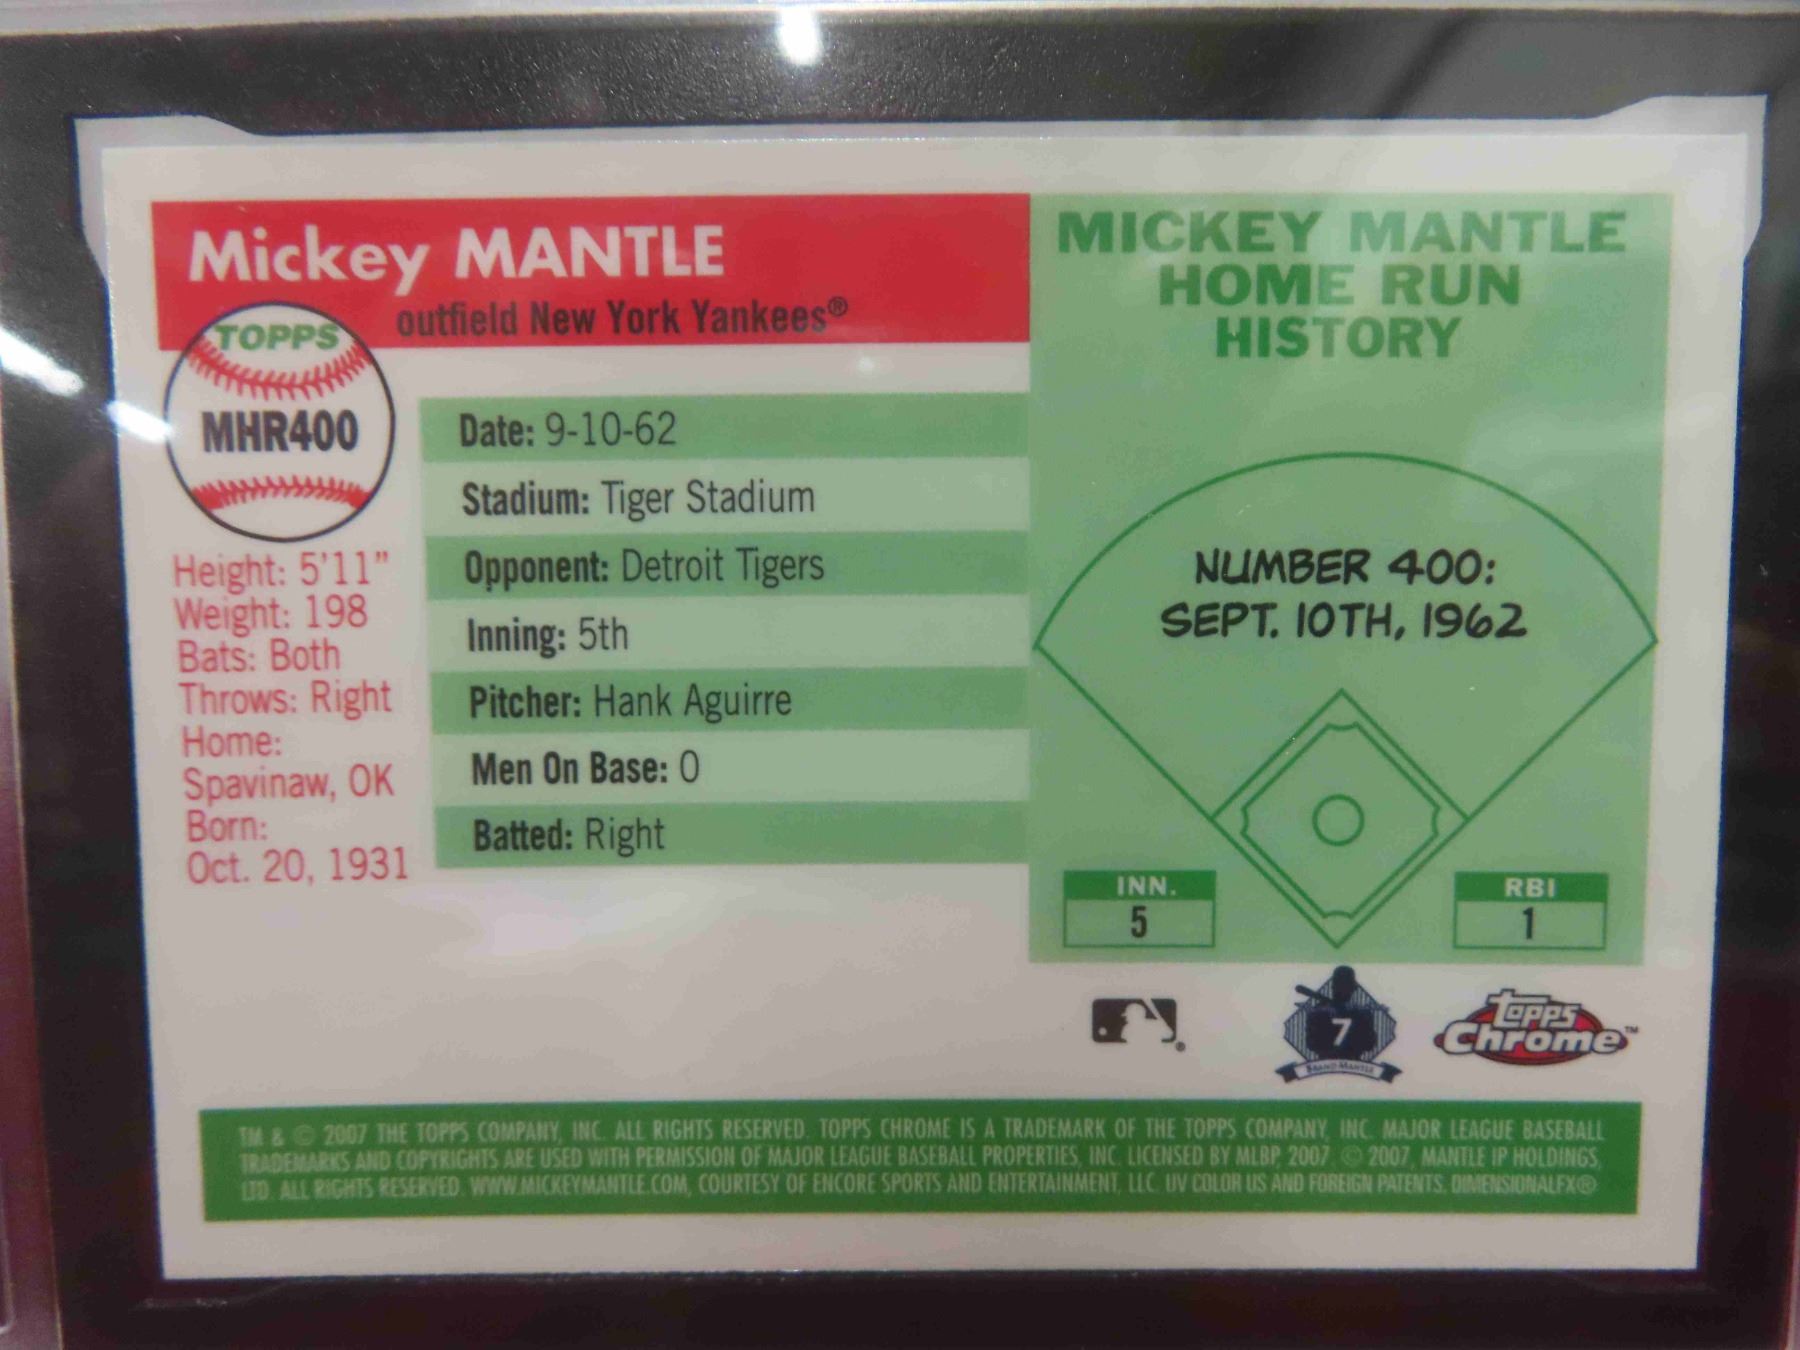 Mickey MANTLE
outfield New York Yankees®
TOPPS
MHR400
Height: 5'11"
Weight: 198
Bats: Both
Throws: Right
Home:
Spavinaw, OK
Born:
Oct. 20, 1931
Date: 9-10-62
Stadium: Tiger Stadium
Opponent: Detroit Tigers
Inning: 5th
Pitcher: Hank Aguirre
Men On Base: 0
Batted: Right
MICKEY MANTLE
HOME RUN
HISTORY
NUMBER 400:
SEPT. 10TH, 1962
INN.
5
RBI
1
®
7
BRAND MANTLE
Topps
Chrome™
TM & © 2007 THE TOPPS COMPANY, INC. ALL RIGHTS RESERVED. TOPPS CHROME IS A TRADEMARK OF THE TOPPS COMPANY, INC. MAJOR LEAGUE BASEBALL
TRADEMARKS AND COPYRIGHTS ARE USED WITH PERMISSION OF MAJOR LEAGUE BASEBALL PROPERTIES, INC. LICENSED BY MLBP, 2007. © 2007, MANTLE IP HOLDINGS,
LTD. ALL RIGHTS RESERVED. WWW.MICKEYMANTLE.COM, COURTESY OF ENCORE SPORTS AND ENTERTAINMENT, LLC. UV COLOR US AND FOREIGN PATENTS. DIMENSIONALFX®